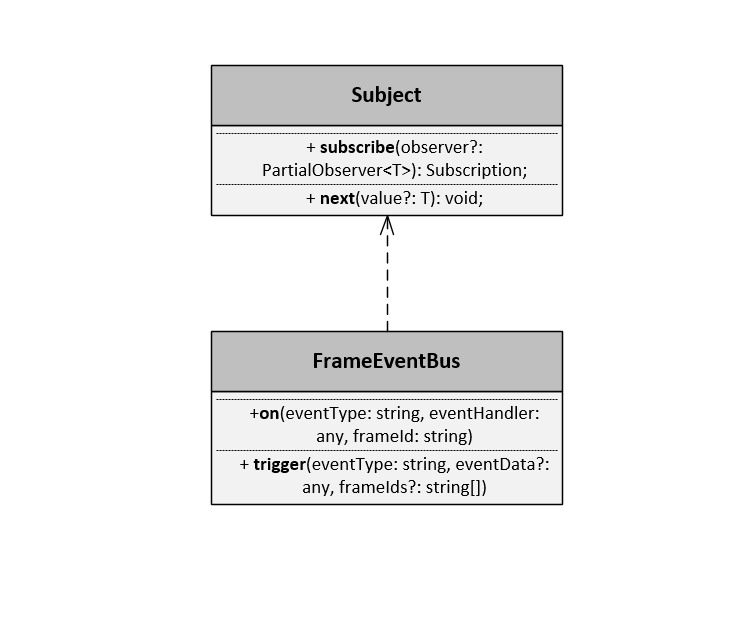 Subject
+ subscribe(observer?:
PartialObserver<T>): Subscription;
+ next(value?: T): void;
FrameEventBus
+on(eventType: string, eventHandler:
any, frameId: string)
+ trigger(eventType: string, eventData?:
any, frameIds?: string[])